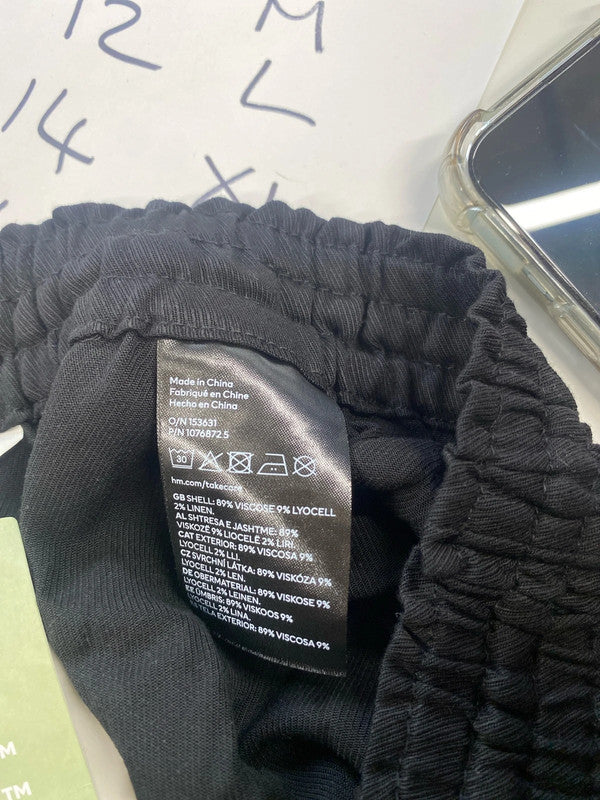 12 M
14 L
XL
Made in China
Fabriqué en Chine
Hecho en China
O/N 153631
P/N 1076872.5
30
hm.com/takecare
GB SHELL: 89% VISCOSE 9% LYOCELL
2% LINEN.
AL SHTRESA E JASHTME: 89%
VISKOZË 9% LIOCELË 2% LIRI.
CAT EXTERIOR: 89% VISCOSA 9%
LYOCELL 2% LLI.
CZ SVRCHNÍ LÁTKA: 89% VISKÓZA 9%
LYOCELL 2% LEN.
DE OBERMATERIAL: 89% VISKOSE 9%
LYOCELL 2% LEINEN.
EE ÜMBRIS: 89% VISKOOS 9%
LYOCELL 2% LINA.
TELA EXTERIOR: 89% VISCOSA 9%
M
TM